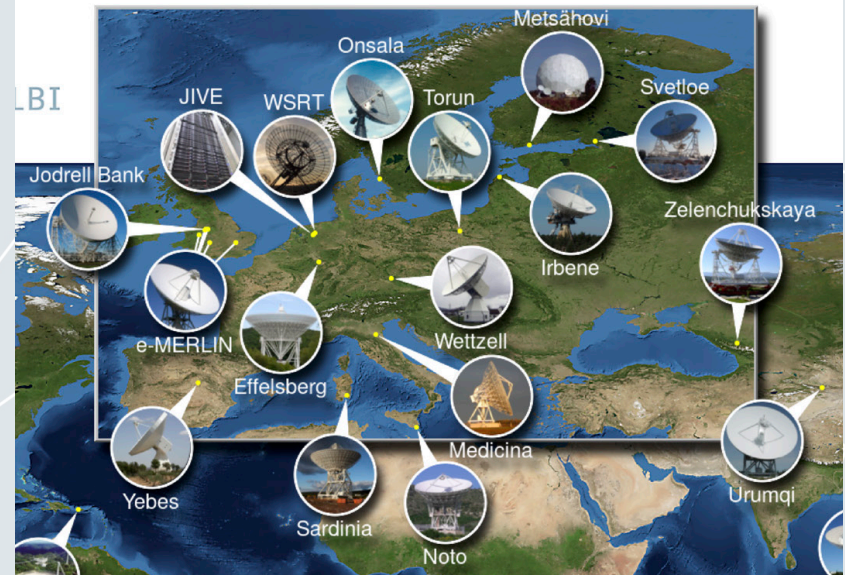 Metsähovi
Onsala
JIVE
WSRT
Torun
Svetloe
LBI
Jodrell Bank
Zelenchukskaya
Irbene
e-MERLIN
Wettzell
Effelsberg
Medicina
Yebes
Urumqi
Sardinia
Noto